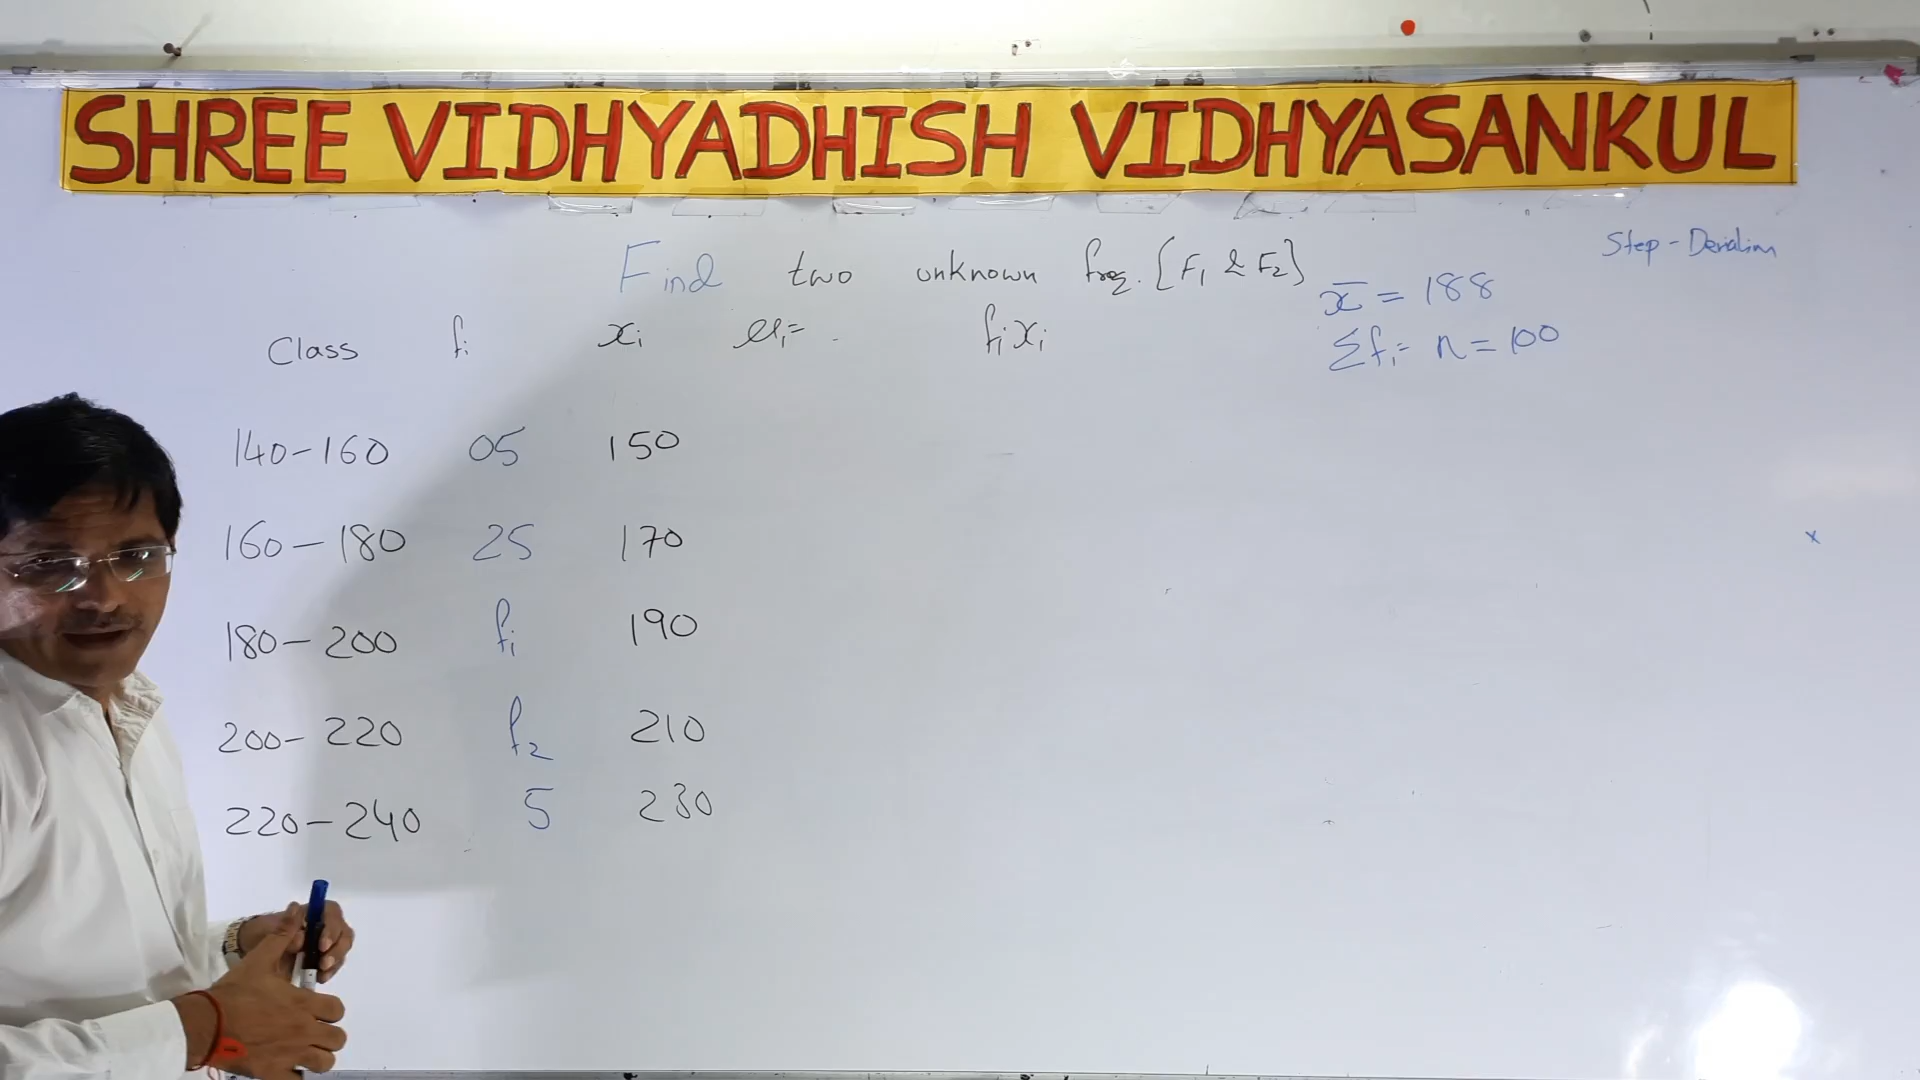 SHREE VIDHYADHISH VIDHYASANKUL
Step-Deviation
Find two unknown freq. [F₁ & F₂]
x̄ = 188
Σfᵢ = n = 100
Class fᵢ xᵢ uᵢ= fᵢxᵢ
140-160 05 150
160-180 25 170
180-200 f₁ 190
200-220 f₂ 210
220-240 5 230